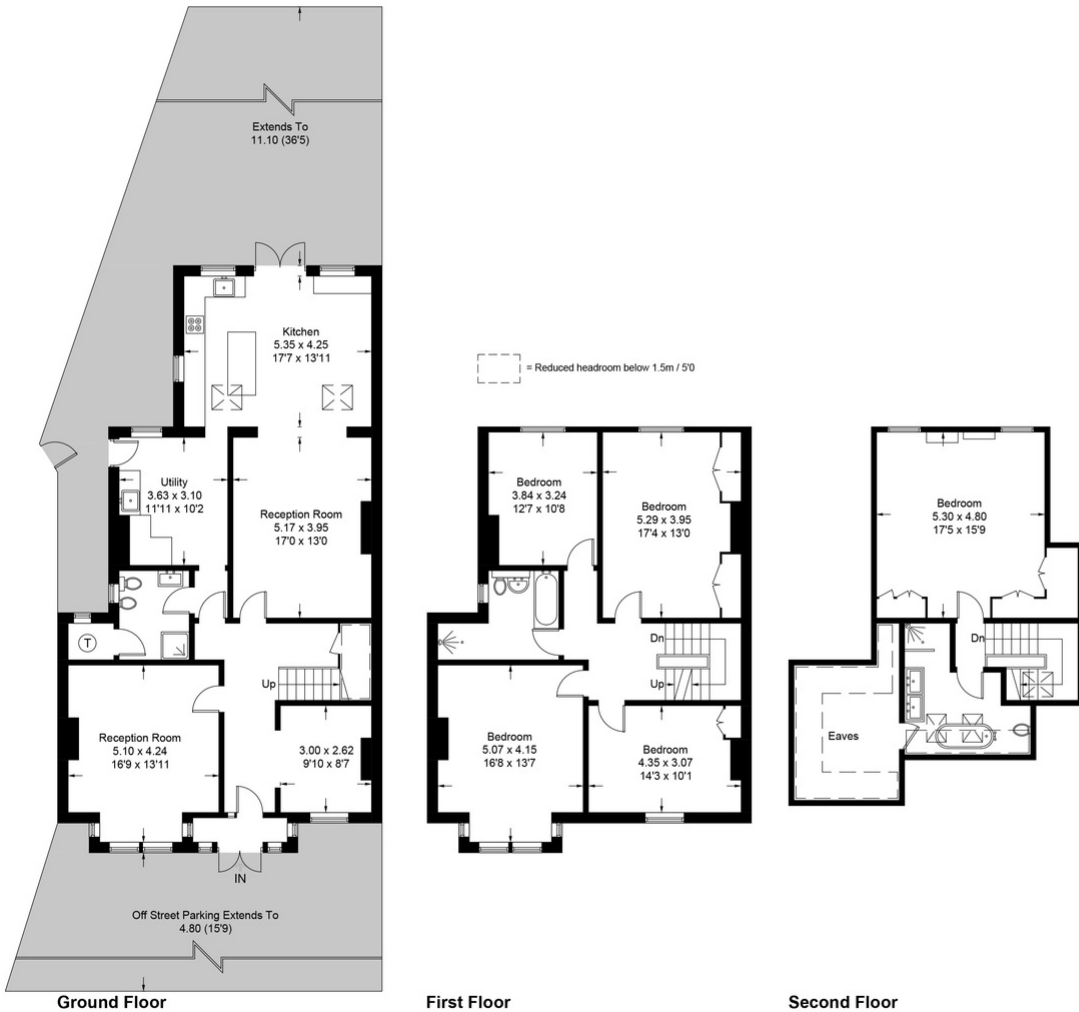 Extends To
11.10 (36'5)
Kitchen
5.35 x 4.25
17'7 x 13'11
Utility
3.63 x 3.10
11'11 x 10'2
Reception Room
5.17 x 3.95
17'0 x 13'0
T
Up
Reception Room
5.10 x 4.24
16'9 x 13'11
3.00 x 2.62
9'10 x 8'7
IN
Off Street Parking Extends To
4.80 (15'9)
Ground Floor
= Reduced headroom below 1.5m / 5'0
Bedroom
3.84 x 3.24
12'7 x 10'8
Bedroom
5.29 x 3.95
17'4 x 13'0
Dn
Up
Bedroom
5.07 x 4.15
16'8 x 13'7
Bedroom
4.35 x 3.07
14'3 x 10'1
First Floor
Bedroom
5.30 x 4.80
17'5 x 15'9
Dn
Eaves
Second Floor